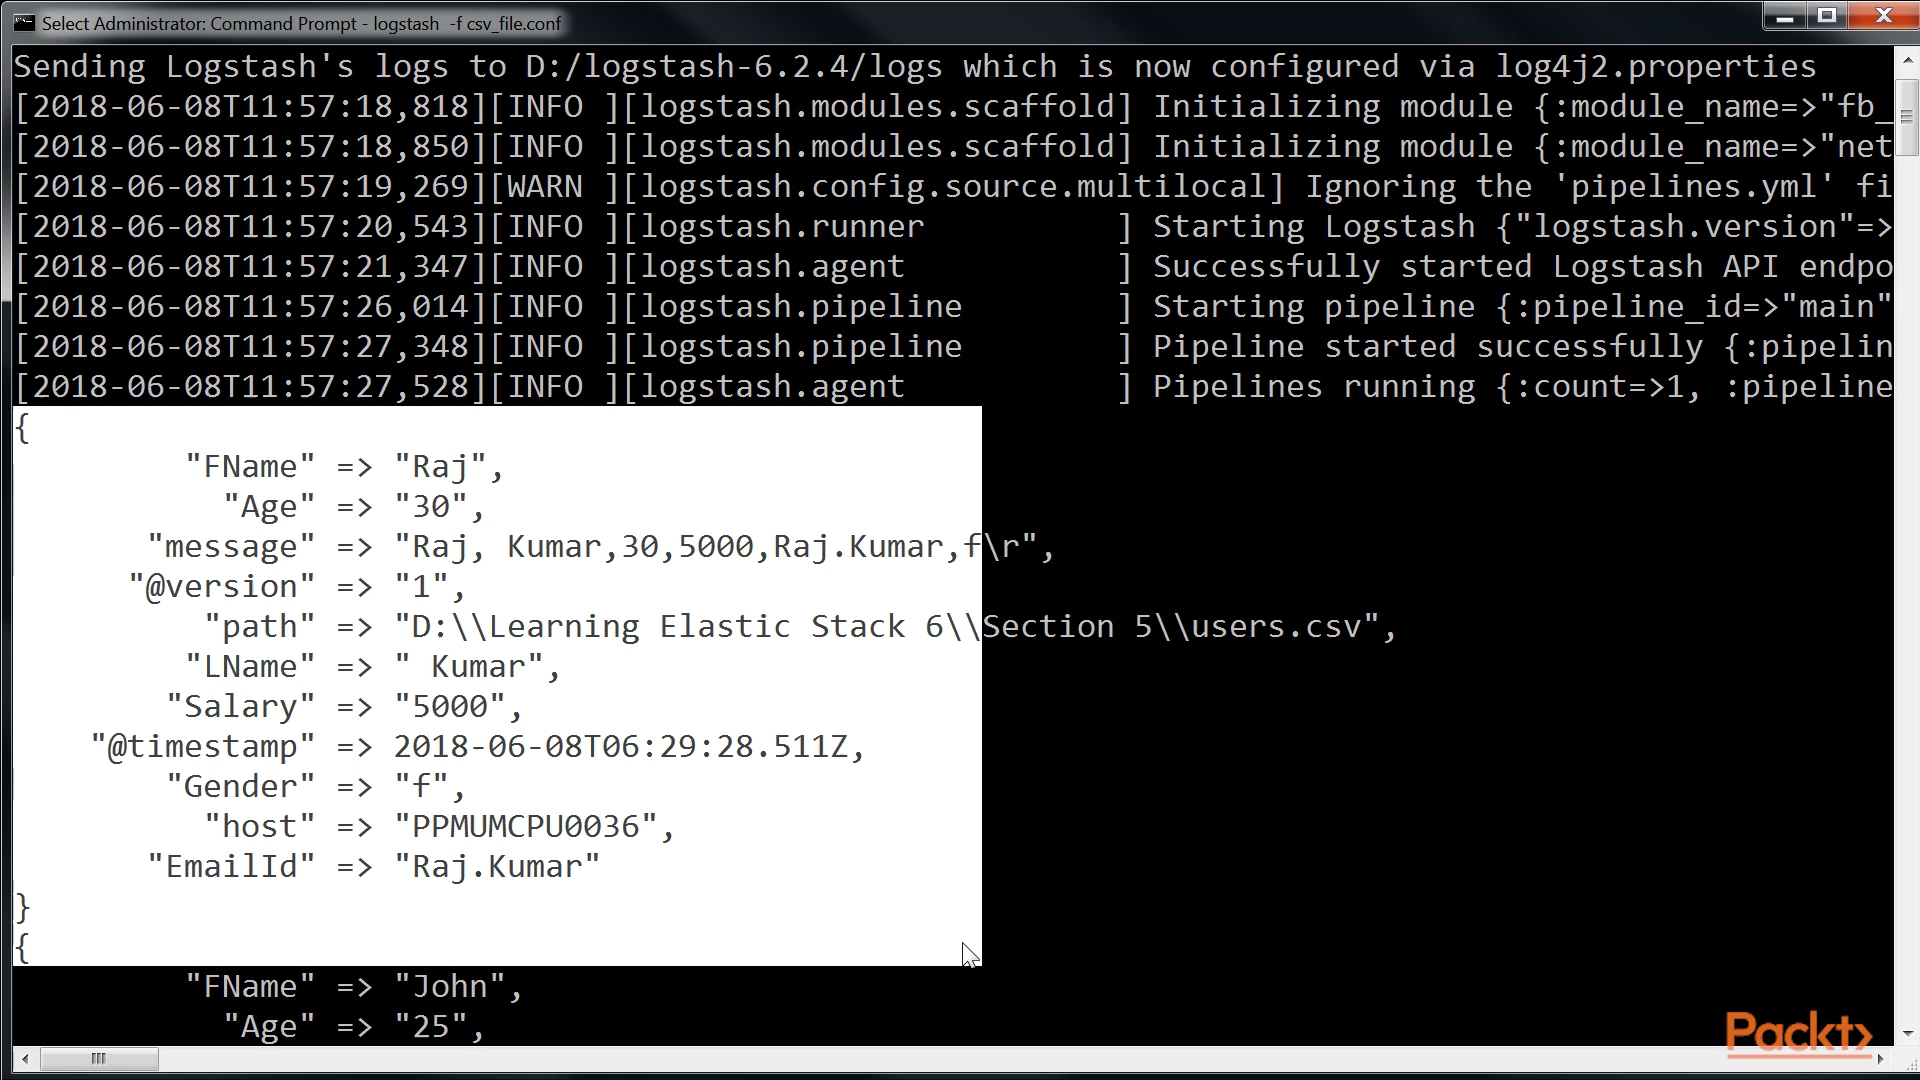 Select Administrator: Command Prompt - logstash  -f csv_file.conf
Sending Logstash's logs to D:/logstash-6.2.4/logs which is now configured via log4j2.properties
[2018-06-08T11:57:18,818][INFO ][logstash.modules.scaffold] Initializing module {:module_name=>"fb_
[2018-06-08T11:57:18,850][INFO ][logstash.modules.scaffold] Initializing module {:module_name=>"net
[2018-06-08T11:57:19,269][WARN ][logstash.config.source.multilocal] Ignoring the 'pipelines.yml' fi
[2018-06-08T11:57:20,543][INFO ][logstash.runner          ] Starting Logstash {"logstash.version"=>
[2018-06-08T11:57:21,347][INFO ][logstash.agent           ] Successfully started Logstash API endpo
[2018-06-08T11:57:26,014][INFO ][logstash.pipeline        ] Starting pipeline {:pipeline_id=>"main"
[2018-06-08T11:57:27,348][INFO ][logstash.pipeline        ] Pipeline started successfully {:pipelin
[2018-06-08T11:57:27,528][INFO ][logstash.agent           ] Pipelines running {:count=>1, :pipeline
{
         "FName" => "Raj",
           "Age" => "30",
       "message" => "Raj, Kumar,30,5000,Raj.Kumar,f\r",
      "@version" => "1",
          "path" => "D:\\Learning Elastic Stack 6\\Section 5\\users.csv",
         "LName" => " Kumar",
        "Salary" => "5000",
    "@timestamp" => 2018-06-08T06:29:28.511Z,
        "Gender" => "f",
          "host" => "PPMUMCPU0036",
       "EmailId" => "Raj.Kumar"
}
{
         "FName" => "John",
           "Age" => "25",
Packt>